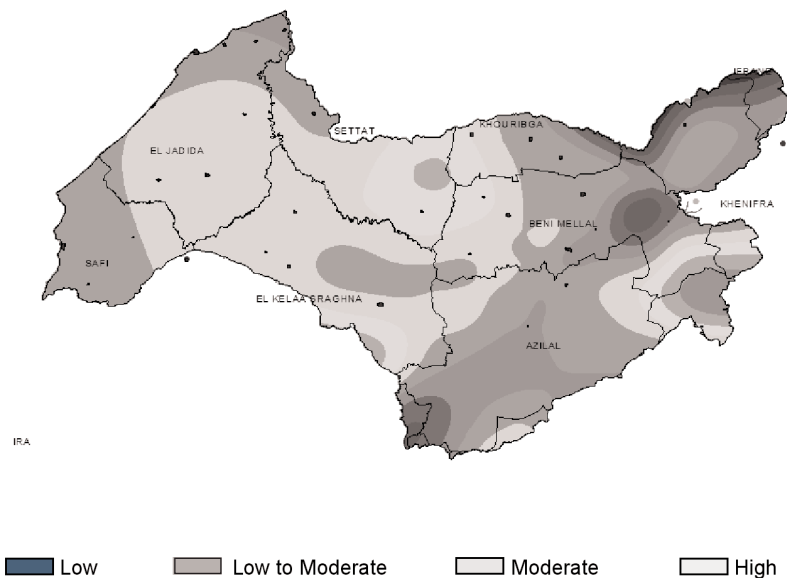 IEBANE
SETTAT
KHOURIBGA
EL JADIDA
KHENIFRA
BENI MELLAL
SAFI
EL KELAA SRAGHNA
AZILAL
IRA
Low
Low to Moderate
Moderate
High